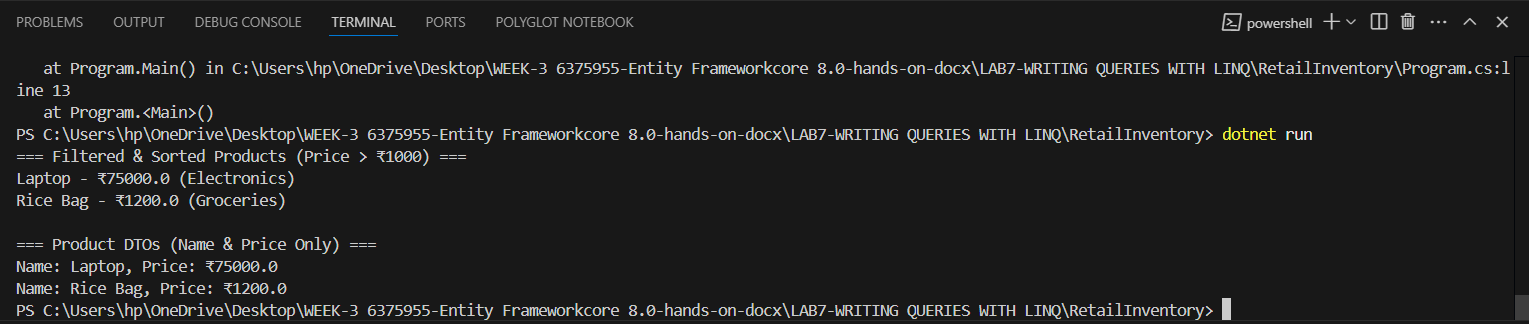 PROBLEMS OUTPUT DEBUG CONSOLE TERMINAL PORTS POLYGLOT NOTEBOOK powershell
at Program.Main() in C:\Users\hp\OneDrive\Desktop\WEEK-3 6375955-Entity Frameworkcore 8.0-hands-on-docx\LAB7-WRITING QUERIES WITH LINQ\RetailInventory\Program.cs:l
ine 13
at Program.<Main>()
PS C:\Users\hp\OneDrive\Desktop\WEEK-3 6375955-Entity Frameworkcore 8.0-hands-on-docx\LAB7-WRITING QUERIES WITH LINQ\RetailInventory> dotnet run
=== Filtered & Sorted Products (Price > ₹1000) ===
Laptop - ₹75000.0 (Electronics)
Rice Bag - ₹1200.0 (Groceries)
=== Product DTOs (Name & Price Only) ===
Name: Laptop, Price: ₹75000.0
Name: Rice Bag, Price: ₹1200.0
PS C:\Users\hp\OneDrive\Desktop\WEEK-3 6375955-Entity Frameworkcore 8.0-hands-on-docx\LAB7-WRITING QUERIES WITH LINQ\RetailInventory>